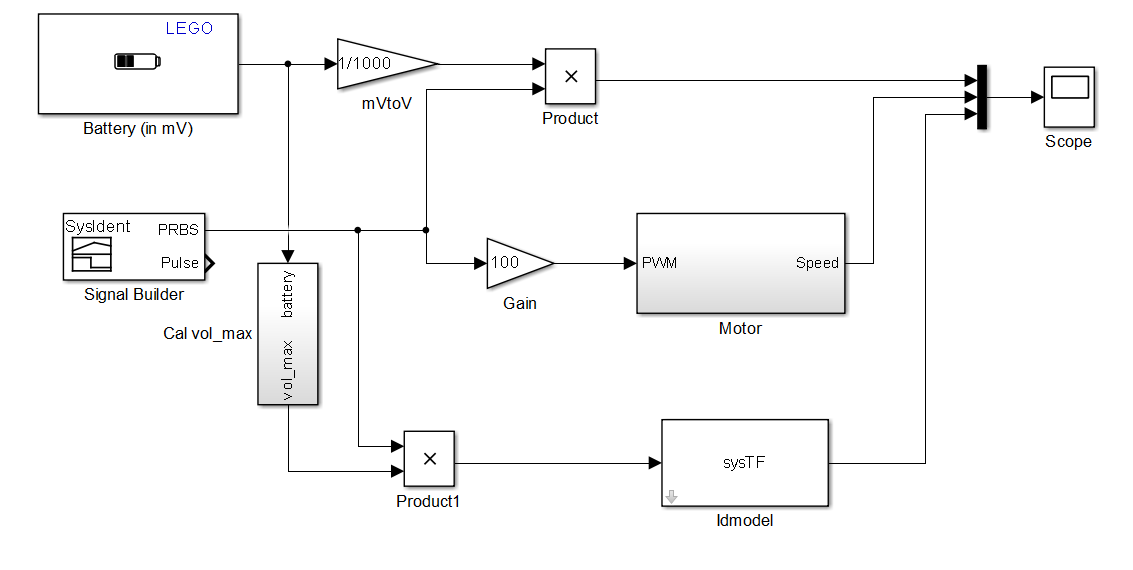 LEGO
Battery (in mV)
1/1000
mVtoV
×
Product
Scope
SysIdent
PRBS
Pulse
Signal Builder
battery
vol_max
Cal vol_max
100
Gain
PWM
Speed
Motor
×
Product1
sysTF
Idmodel